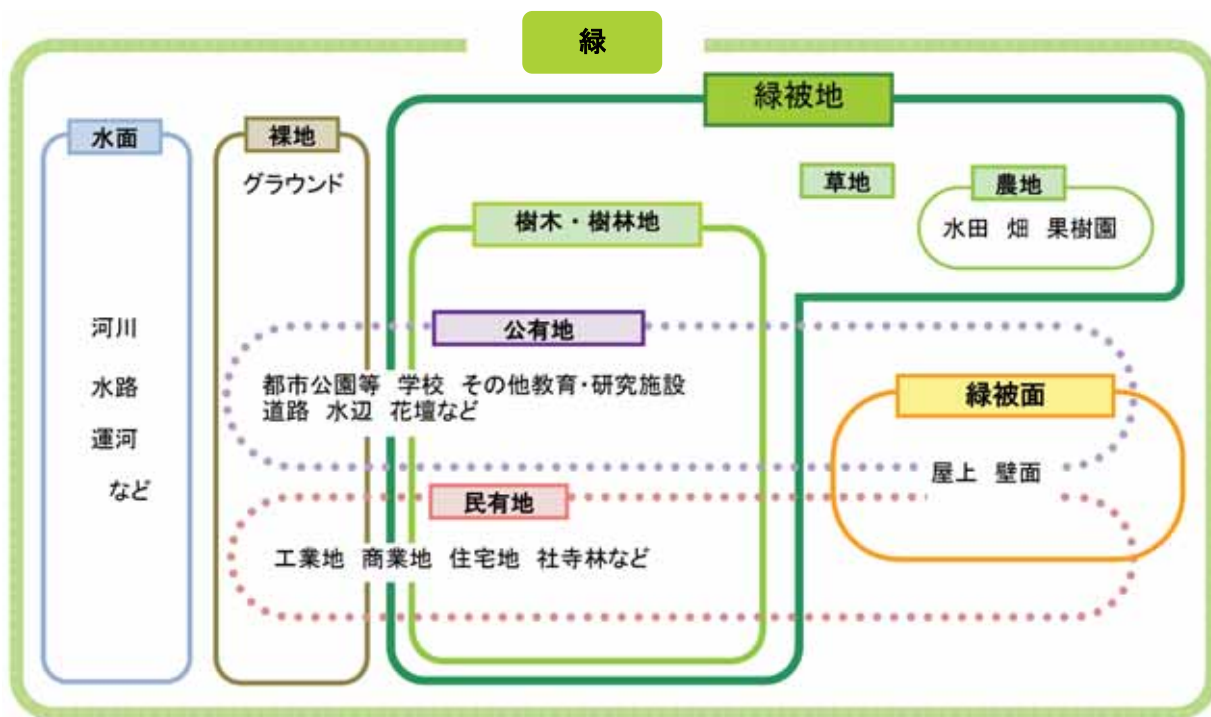 緑
緑被地
水面
裸地
グラウンド
草地
農地
水田 畑 果樹園
樹木・樹林地
河川
水路
運河
など
公有地
都市公園等 学校 その他教育・研究施設
道路 水辺 花壇など
緑被面
屋上 壁面
民有地
工業地 商業地 住宅地 社寺林など